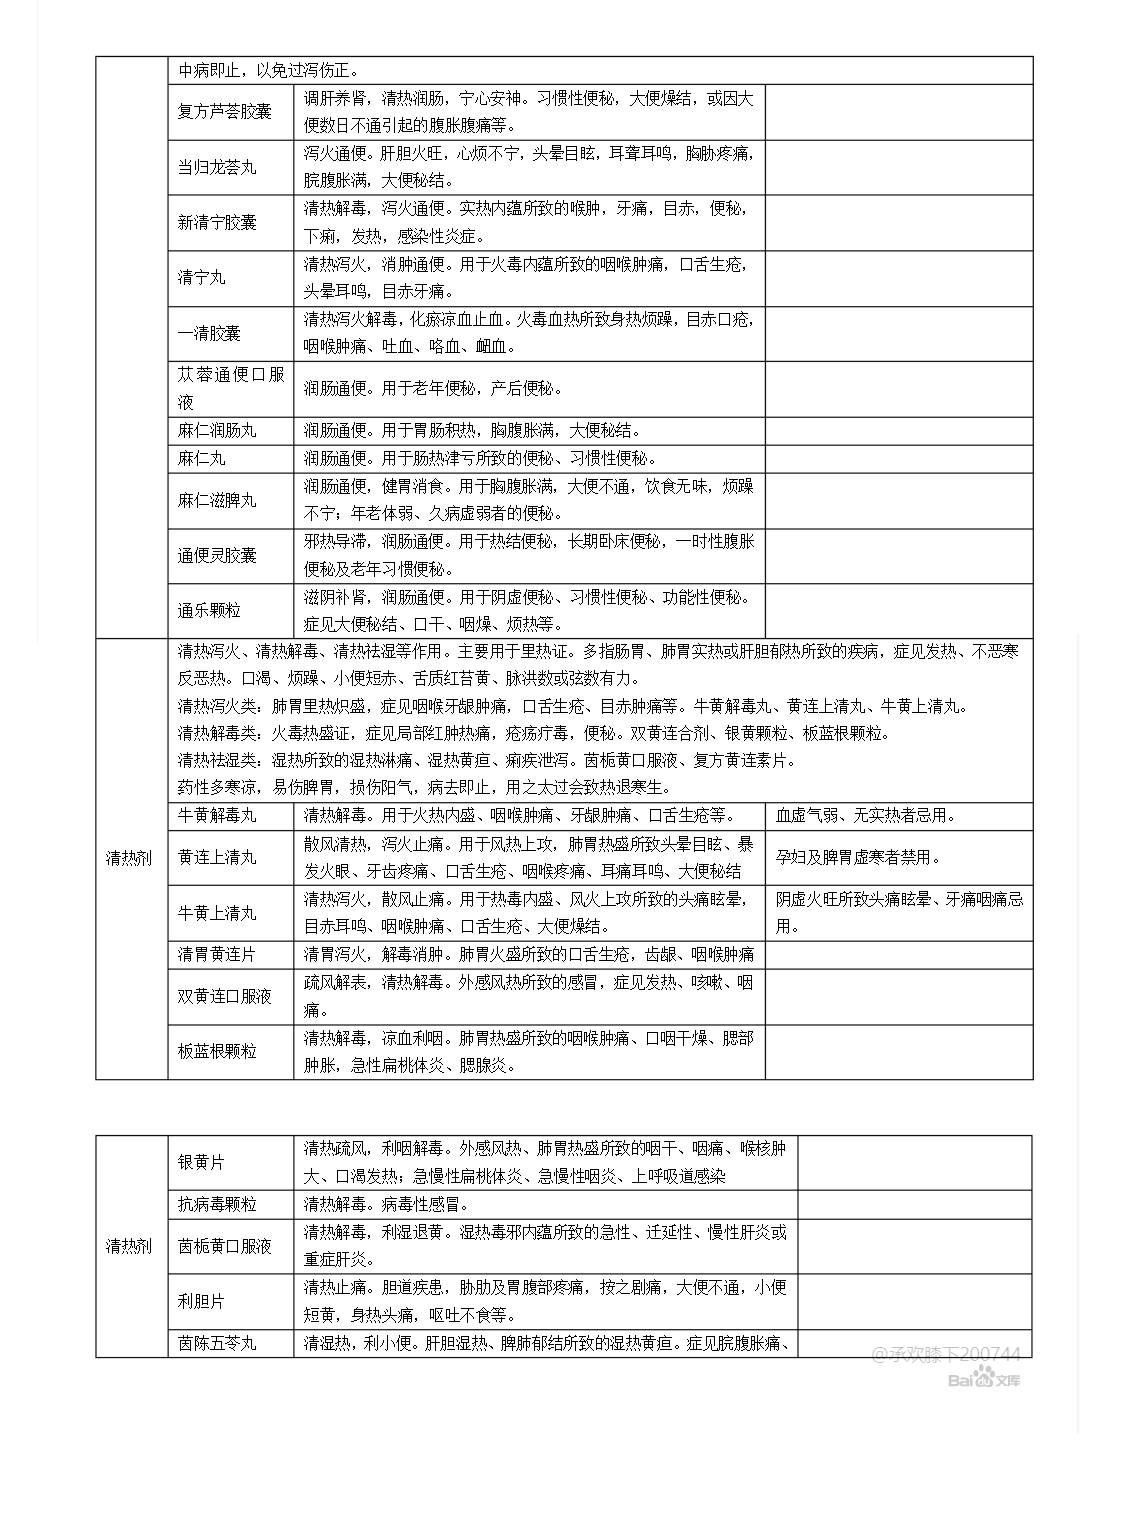 中病即止，以免过泻伤正。
复方芦荟胶囊
调肝养肾，清热润肠，宁心安神。习惯性便秘，大便燥结，或因大
便数日不通引起的腹胀腹痛等。
当归龙荟丸
泻火通便。肝胆火旺，心烦不宁，头晕目眩，耳聋耳鸣，胸胁疼痛，
脘腹胀满，大便秘结。
新清宁胶囊
清热解毒，泻火通便。实热内蕴所致的喉肿，牙痛，目赤，便秘，
下痢，发热，感染性炎症。
清宁丸
清热泻火，消肿通便。用于火毒内蕴所致的咽喉肿痛，口舌生疮，
头晕耳鸣，目赤牙痛。
一清胶囊
清热泻火解毒，化瘀凉血止血。火毒血热所致身热烦躁，目赤口疮，
咽喉肿痛、吐血、咯血、衄血。
苁蓉通便口服
液
润肠通便。用于老年便秘，产后便秘。
麻仁润肠丸
润肠通便。用于胃肠积热，胸腹胀满，大便秘结。
麻仁丸
润肠通便。用于肠热津亏所致的便秘、习惯性便秘。
麻仁滋脾丸
润肠通便，健胃消食。用于胸腹胀满，大便不通，饮食无味，烦躁
不宁；年老体弱、久病虚弱者的便秘。
通便灵胶囊
邪热导滞，润肠通便。用于热结便秘，长期卧床便秘，一时性腹胀
便秘及老年习惯便秘。
通乐颗粒
滋阴补肾，润肠通便。用于阴虚便秘、习惯性便秘、功能性便秘。
症见大便秘结、口干、咽燥、烦热等。
清热剂
清热泻火、清热解毒、清热祛湿等作用。主要用于里热证。多指肠胃、肺胃实热或肝胆郁热所致的疾病，症见发热、不恶寒
反恶热。口渴、烦躁、小便短赤、舌质红苔黄、脉洪数或弦数有力。
清热泻火类：肺胃里热炽盛，症见咽喉牙龈肿痛，口舌生疮、目赤肿痛等。牛黄解毒丸、黄连上清丸、牛黄上清丸。
清热解毒类：火毒热盛证，症见局部红肿热痛，疮疡疔毒，便秘。双黄连合剂、银黄颗粒、板蓝根颗粒。
清热祛湿类：湿热所致的湿热淋痛、湿热黄疸、痢疾泄泻。茵栀黄口服液、复方黄连素片。
药性多寒凉，易伤脾胃，损伤阳气，病去即止，用之太过会致热退寒生。
牛黄解毒丸
清热解毒。用于火热内盛、咽喉肿痛、牙龈肿痛、口舌生疮等。
血虚气弱、无实热者忌用。
黄连上清丸
散风清热，泻火止痛。用于风热上攻，肺胃热盛所致头晕目眩、暴
发火眼、牙齿疼痛、口舌生疮、咽喉疼痛、耳痛耳鸣、大便秘结
孕妇及脾胃虚寒者禁用。
牛黄上清丸
清热泻火，散风止痛。用于热毒内盛、风火上攻所致的头痛眩晕，
目赤耳鸣、咽喉肿痛、口舌生疮、大便燥结。
阴虚火旺所致头痛眩晕、牙痛咽痛忌
用。
清胃黄连片
清胃泻火，解毒消肿。肺胃火盛所致的口舌生疮，齿龈、咽喉肿痛
双黄连口服液
疏风解表，清热解毒。外感风热所致的感冒，症见发热、咳嗽、咽
痛。
板蓝根颗粒
清热解毒，凉血利咽。肺胃热盛所致的咽喉肿痛、口咽干燥、腮部
肿胀，急性扁桃体炎、腮腺炎。
清热剂
银黄片
清热疏风，利咽解毒。外感风热、肺胃热盛所致的咽干、咽痛、喉核肿
大、口渴发热；急慢性扁桃体炎、急慢性咽炎、上呼吸道感染
抗病毒颗粒
清热解毒。病毒性感冒。
茵栀黄口服液
清热解毒，利湿退黄。湿热毒邪内蕴所致的急性、迁延性、慢性肝炎或
重症肝炎。
利胆片
清热止痛。胆道疾患，胁肋及胃腹部疼痛，按之剧痛，大便不通，小便
短黄，身热头痛，呕吐不食等。
茵陈五苓丸
清湿热，利小便。肝胆湿热、脾肺郁结所致的湿热黄疸。症见脘腹胀痛、
@承欢膝下200744
Bai du 文库